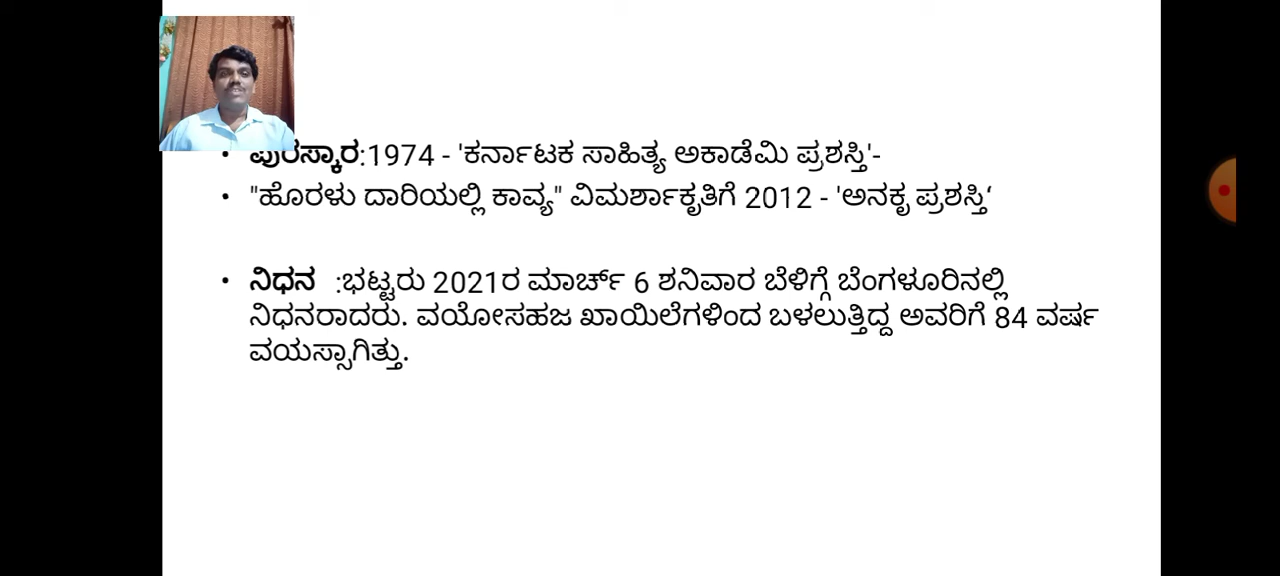 • ಪುರಸ್ಕಾರ:1974 - 'ಕರ್ನಾಟಕ ಸಾಹಿತ್ಯ ಅಕಾಡೆಮಿ ಪ್ರಶಸ್ತಿ'-
• "ಹೊರಳು ದಾರಿಯಲ್ಲಿ ಕಾವ್ಯ" ವಿಮರ್ಶಾಕೃತಿಗೆ 2012 - 'ಅನಕೃ ಪ್ರಶಸ್ತಿ‘
• ನಿಧನ :ಭಟ್ಟರು 2021ರ ಮಾರ್ಚ್ 6 ಶನಿವಾರ ಬೆಳಿಗ್ಗೆ ಬೆಂಗಳೂರಿನಲ್ಲಿ
ನಿಧನರಾದರು. ವಯೋಸಹಜ ಖಾಯಿಲೆಗಳಿಂದ ಬಳಲುತ್ತಿದ್ದ ಅವರಿಗೆ 84 ವರ್ಷ
ವಯಸ್ಸಾಗಿತ್ತು.